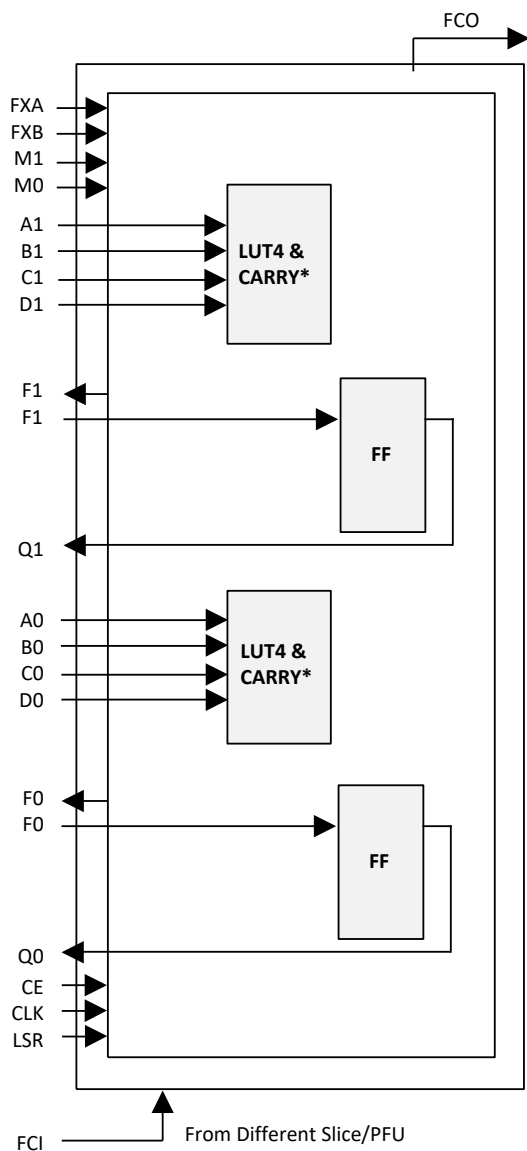 FCO
FXA
FXB
M1
M0
A1
B1
C1
D1
LUT4 &
CARRY*
F1
F1
FF
Q1
A0
B0
C0
D0
LUT4 &
CARRY*
F0
F0
FF
Q0
CE
CLK
LSR
From Different Slice/PFU
FCI